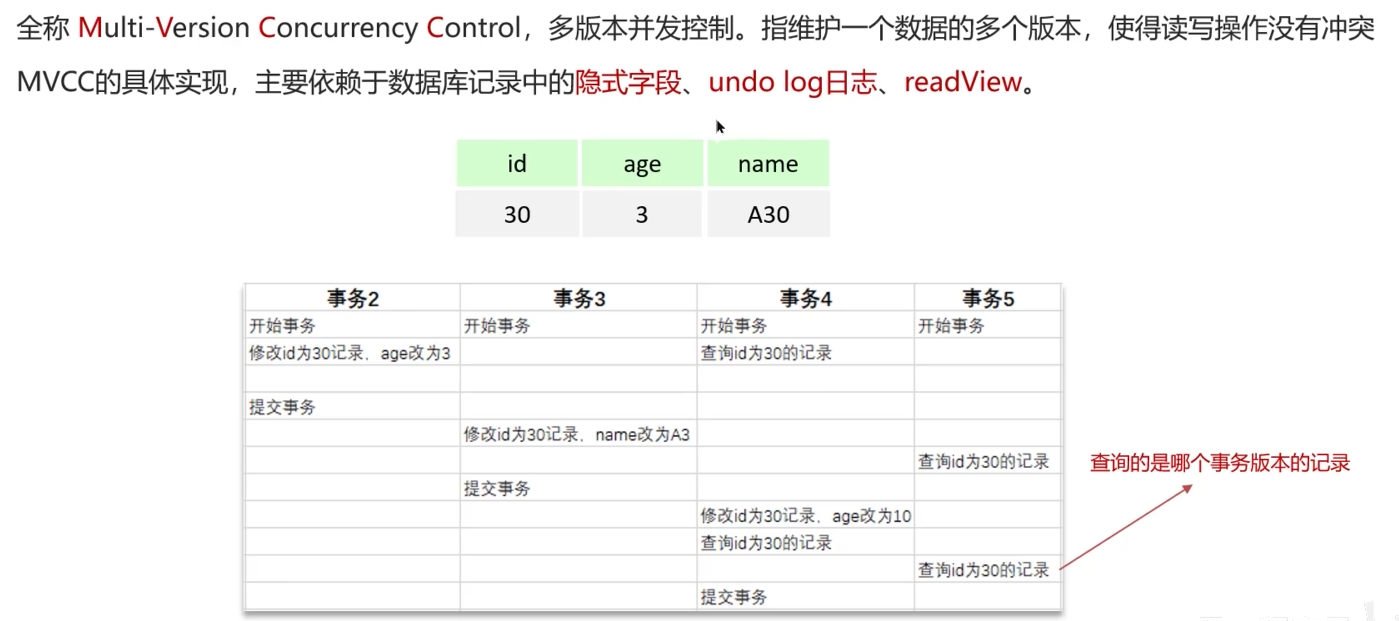 全称 Multi-Version Concurrency Control，多版本并发控制。指维护一个数据的多个版本，使得读写操作没有冲突
MVCC的具体实现，主要依赖于数据库记录中的隐式字段、undo log日志、readView。
id age name
30 3 A30
事务2 事务3 事务4 事务5
开始事务 开始事务 开始事务 开始事务
修改id为30记录，age改为3 查询id为30的记录
提交事务
修改id为30记录，name改为A3
查询id为30的记录 查询的是哪个事务版本的记录
提交事务
修改id为30记录，age改为10
查询id为30的记录
查询id为30的记录
提交事务